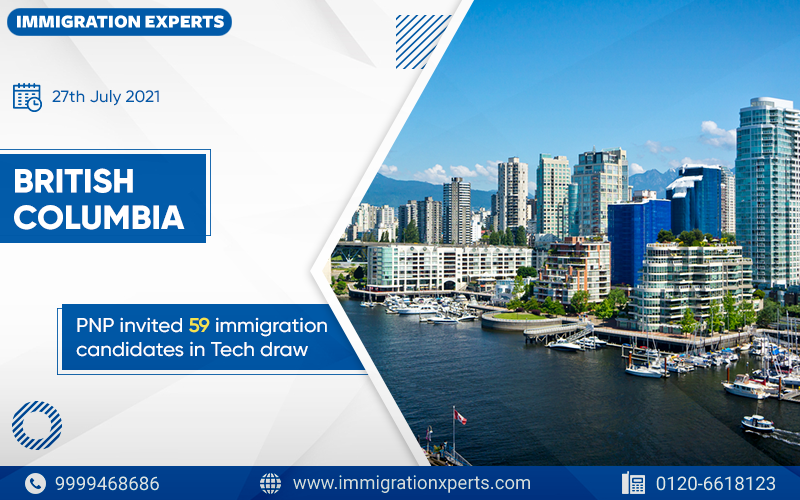 IMMIGRATION EXPERTS
27th July 2021
BRITISH
COLUMBIA
PNP invited 59 immigration
candidates in Tech draw
9999468686
www.immigrationxperts.com
0120-6618123